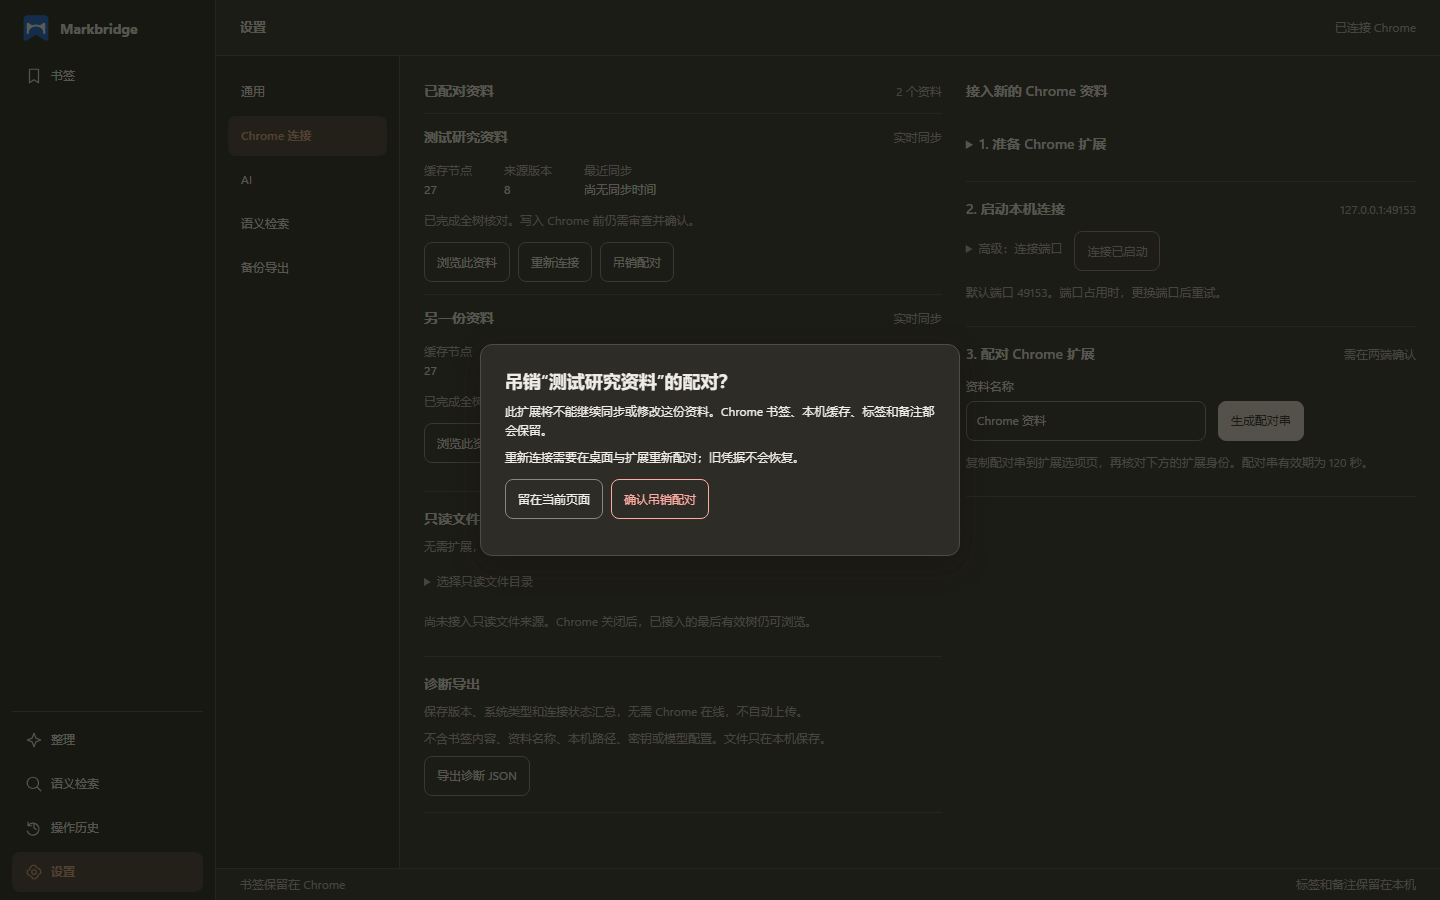 Markbridge
书签
整理
语义检索
操作历史
设置
设置
已连接 Chrome
通用
Chrome 连接
AI
语义检索
备份导出
已配对资料
2 个资料
测试研究资料
实时同步
缓存节点
来源版本
最近同步
27
8
尚无同步时间
已完成全树核对。写入 Chrome 前仍需审查并确认。
浏览此资料
重新连接
吊销配对
另一份资料
实时同步
缓存节点
27
已完成全树
浏览此资
只读文件
无需扩展，
选择只读文件目录
尚未接入只读文件来源。Chrome 关闭后，已接入的最后有效树仍可浏览。
诊断导出
保存版本、系统类型和连接状态汇总，无需 Chrome 在线，不自动上传。
不含书签内容、资料名称、本机路径、密钥或模型配置。文件只在本机保存。
导出诊断 JSON
接入新的 Chrome 资料
1. 准备 Chrome 扩展
2. 启动本机连接
127.0.0.1:49153
高级：连接端口
连接已启动
默认端口 49153。端口占用时，更换端口后重试。
3. 配对 Chrome 扩展
需在两端确认
资料名称
Chrome 资料
生成配对串
复制配对串到扩展选项页，再核对下方的扩展身份。配对串有效期为 120 秒。
吊销“测试研究资料”的配对？
此扩展将不能继续同步或修改这份资料。Chrome 书签、本机缓存、标签和备注都
会保留。
重新连接需要在桌面与扩展重新配对；旧凭据不会恢复。
留在当前页面
确认吊销配对
书签保留在 Chrome
标签和备注保留在本机